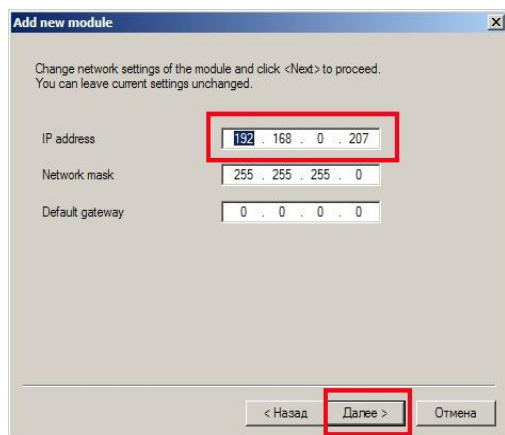 Add new module
Change network settings of the module and click <Next> to proceed.
You can leave current settings unchanged.
IP address 192 . 168 . 0 . 207
Network mask 255 . 255 . 255 . 0
Default gateway 0 . 0 . 0 . 0
< Назад Далее > Отмена